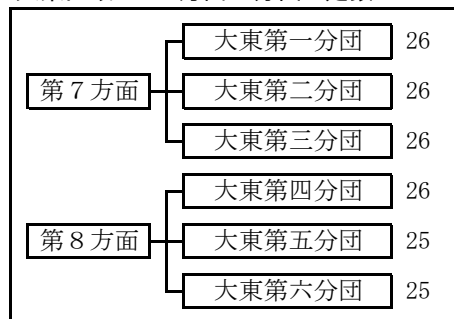 大東第一分団 26
第７方面 大東第二分団 26
大東第三分団 26
大東第四分団 26
第８方面 大東第五分団 25
大東第六分団 25